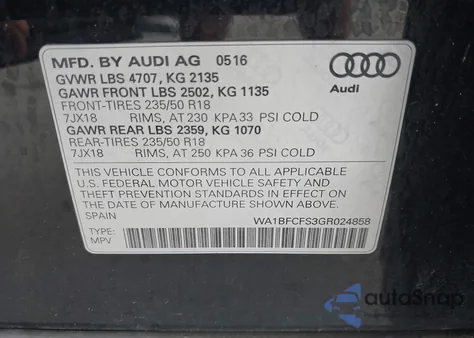 MFD. BY AUDI AG 0516
GVWR LBS 4707, KG 2135
GAWR FRONT LBS 2502, KG 1135
FRONT-TIRES 235/50 R18
7JX18 RIMS, AT 230 KPA 33 PSI COLD
GAWR REAR LBS 2359, KG 1070
REAR-TIRES 235/50 R18
7JX18 RIMS, AT 250 KPA 36 PSI COLD
Audi
THIS VEHICLE CONFORMS TO ALL APPLICABLE
U.S. FEDERAL MOTOR VEHICLE SAFETY AND
THEFT PREVENTION STANDARDS IN EFFECT ON
THE DATE OF MANUFACTURE SHOWN ABOVE.
SPAIN WA1BFCFS3GR024858
TYPE:
MPV
autoSnap